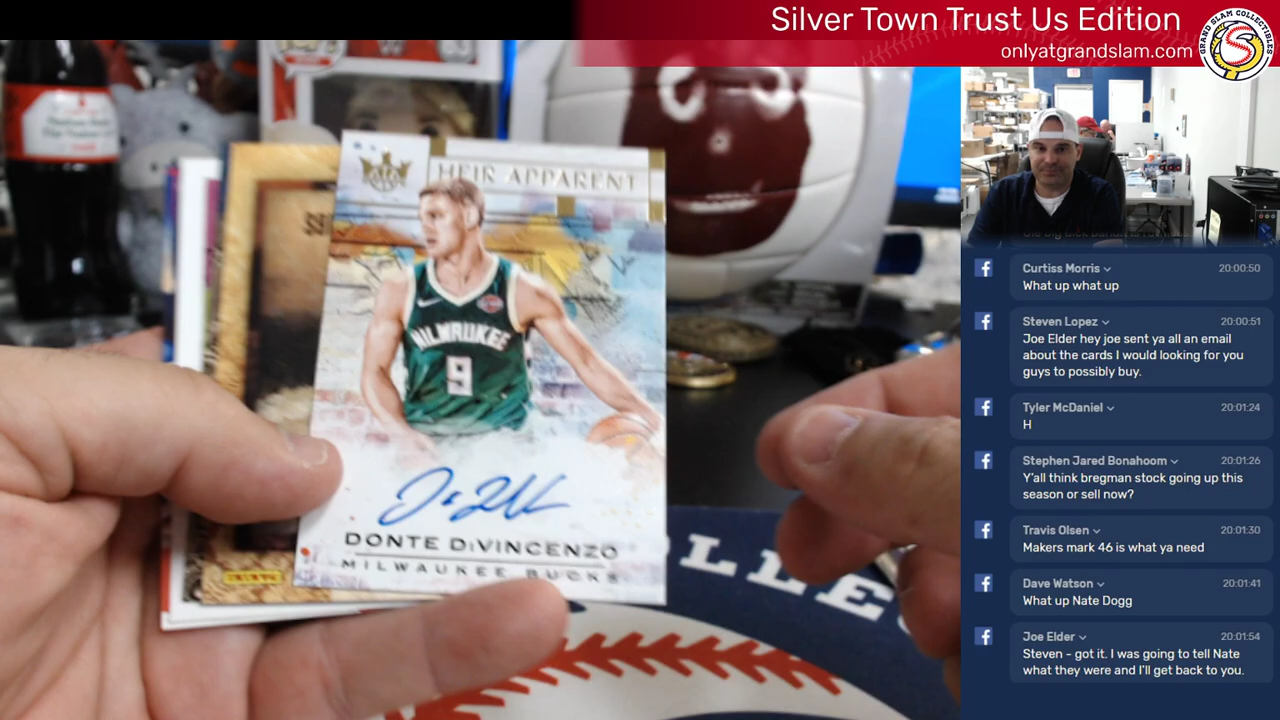 Silver Town Trust Us Edition
onlyatgrandslam.com
GRAND SLAM COLLECTIBLES
HEIR APPARENT
MILWAUKEE
9
DONTE DiVINCENZO
MILWAUKEE BUCKS
PANINI
LLEC
Curtiss Morris
20:00:50
What up what up
Steven Lopez
20:00:51
Joe Elder hey joe sent ya all an email
about the cards I would looking for you
guys to possibly buy.
Tyler McDaniel
20:01:24
H
Stephen Jared Bonahoom
20:01:26
Y'all think bregman stock going up this
season or sell now?
Travis Olsen
20:01:30
Makers mark 46 is what ya need
Dave Watson
20:01:41
What up Nate Dogg
Joe Elder
20:01:54
Steven - got it. I was going to tell Nate
what they were and I'll get back to you.